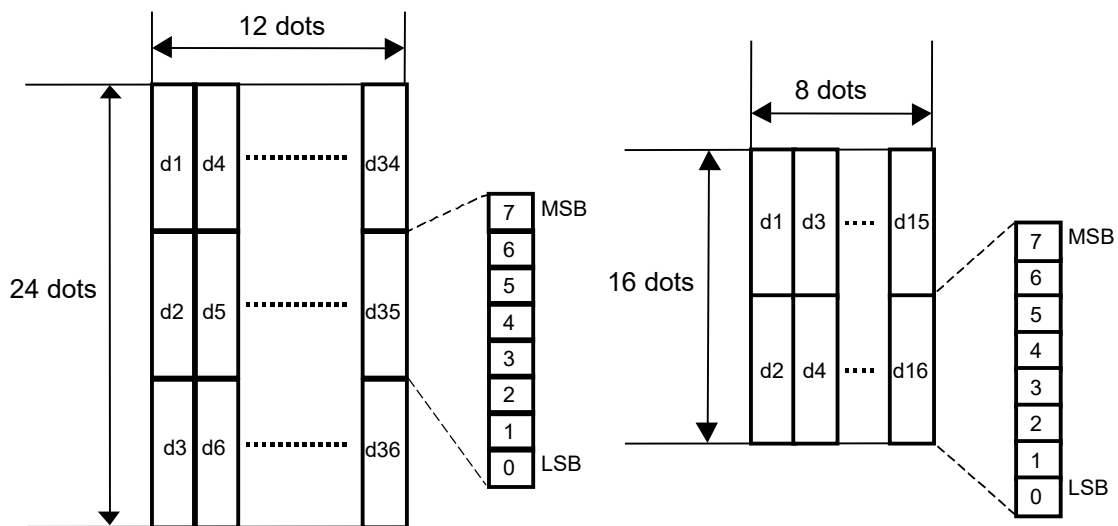 12 dots
24 dots
d1 d4 d34
d2 d5 d35
d3 d6 d36
7 MSB
6
5
4
3
2
1
0 LSB
8 dots
16 dots
d1 d3 d15
d2 d4 d16
7 MSB
6
5
4
3
2
1
0 LSB